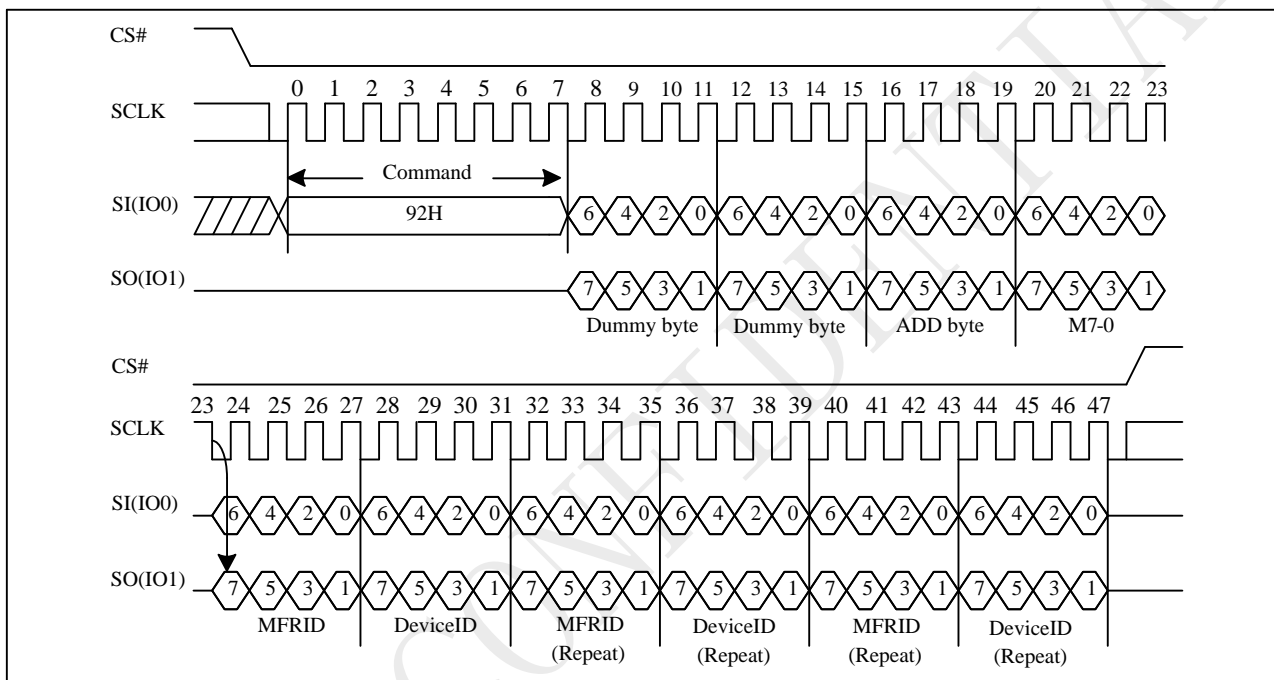 CS#
0 1 2 3 4 5 6 7 8 9 10 11 12 13 14 15 16 17 18 19 20 21 22 23
SCLK
Command
SI(IO0)
92H 6 4 2 0 6 4 2 0 6 4 2 0 6 4 2 0
SO(IO1)
7 5 3 1 7 5 3 1 7 5 3 1 7 5 3 1
Dummy byte Dummy byte ADD byte M7-0
CS#
23 24 25 26 27 28 29 30 31 32 33 34 35 36 37 38 39 40 41 42 43 44 45 46 47
SCLK
SI(IO0) 6 4 2 0 6 4 2 0 6 4 2 0 6 4 2 0 6 4 2 0 6 4 2 0
SO(IO1) 7 5 3 1 7 5 3 1 7 5 3 1 7 5 3 1 7 5 3 1 7 5 3 1
MFRID DeviceID MFRID DeviceID MFRID DeviceID
(Repeat) (Repeat) (Repeat) (Repeat)
CONFIDENTIA